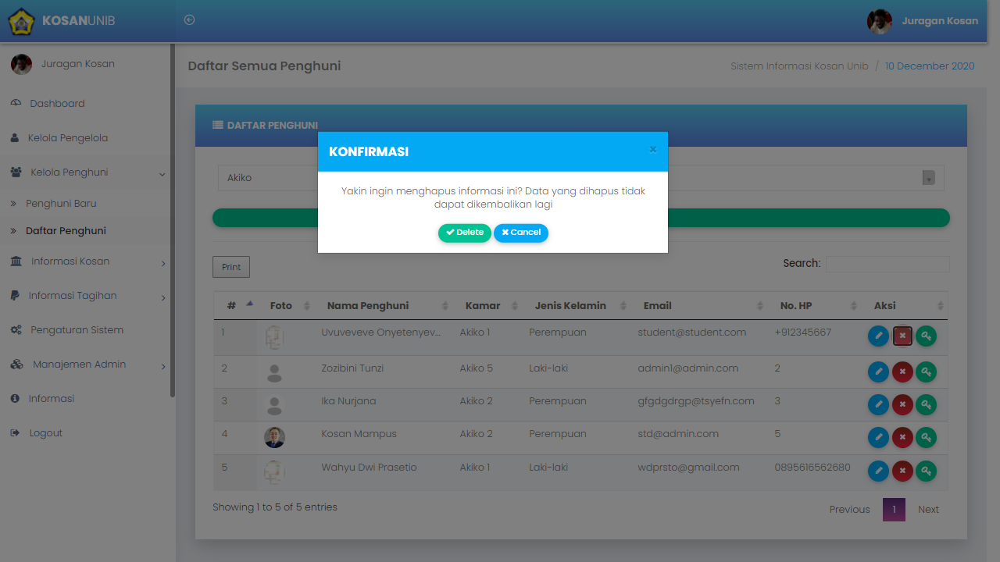 KOSANUNIB
Juragan Kosan
Juragan Kosan
Dashboard
Kelola Pengelola
Kelola Penghuni
Penghuni Baru
Daftar Penghuni
Informasi Kosan
Informasi Tagihan
Pengaturan Sistem
Manajemen Admin
Informasi
Logout
Daftar Semua Penghuni
Sistem Informasi Kosan Unib / 10 December 2020
DAFTAR PENGHUNI
Akiko
KONFIRMASI
×
Yakin ingin menghapus informasi ini? Data yang dihapus tidak
dapat dikembalikan lagi
Delete Cancel
Print
Search:
# Foto Nama Penghuni Kamar Jenis Kelamin Email No. HP Aksi
1 Uvuveveve Onyetenyev... Akiko 1 Perempuan student@student.com +912345667
2 Zozibini Tunzi Akiko 5 Laki-laki admin1@admin.com 2
3 Ika Nurjana Akiko 2 Perempuan gfgdgdrgp@tsyefn.com 3
4 Kosan Mampus Akiko 2 Perempuan std@admin.com 5
5 Wahyu Dwi Prasetio Akiko 1 Laki-laki wdprsto@gmail.com 0895616562680
Showing 1 to 5 of 5 entries
Previous 1 Next